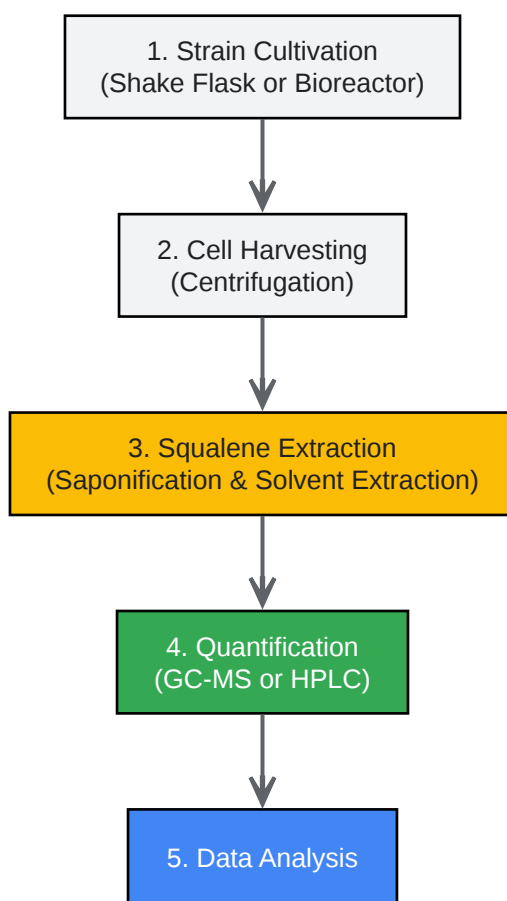 1. Strain Cultivation
(Shake Flask or Bioreactor)
2. Cell Harvesting
(Centrifugation)
3. Squalene Extraction
(Saponification & Solvent Extraction)
4. Quantification
(GC-MS or HPLC)
5. Data Analysis